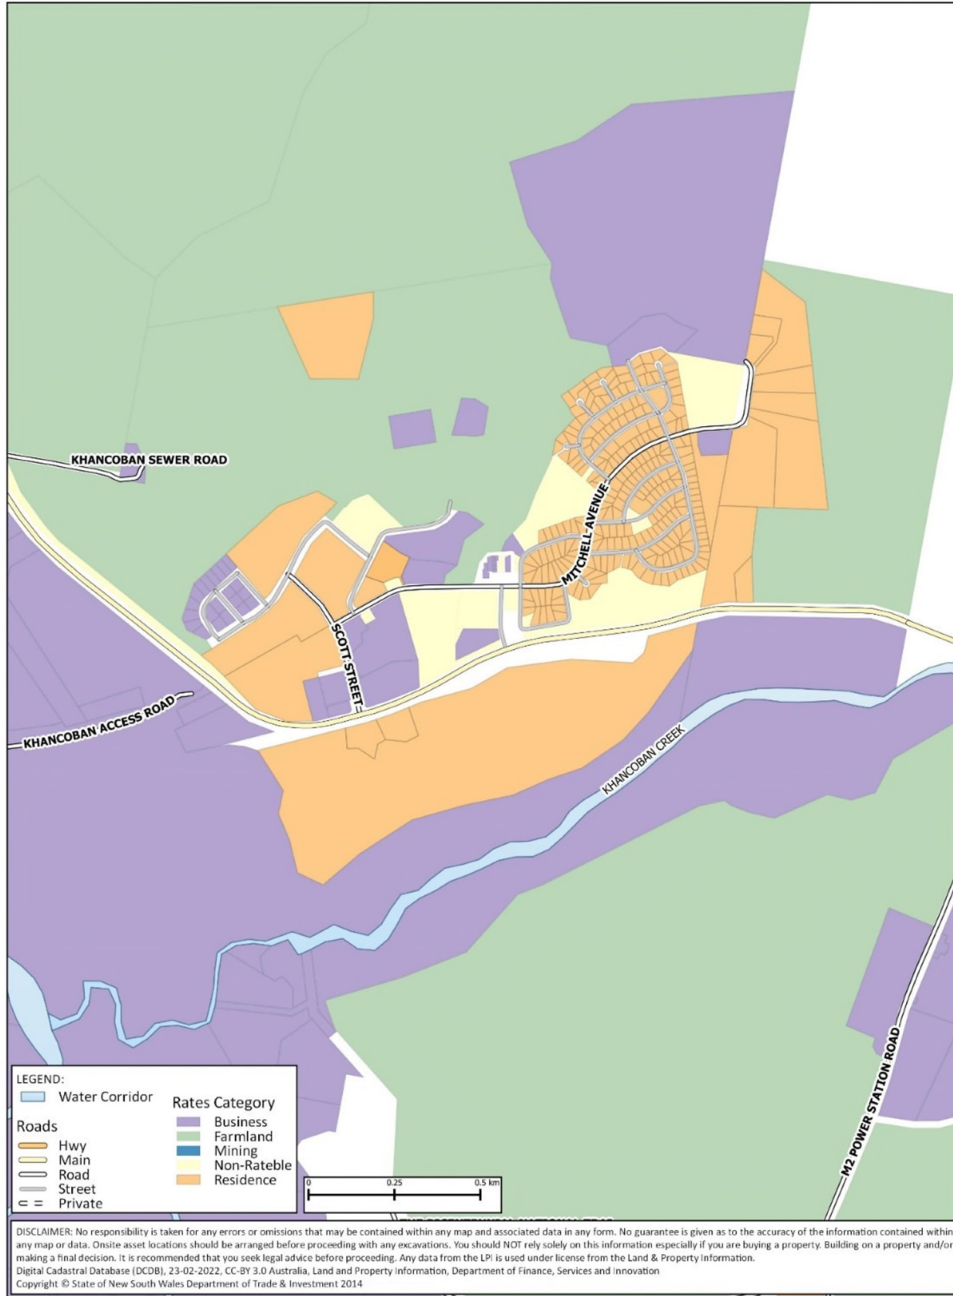 KHANCOBAN SEWER ROAD
MITCHELL AVENUE
SCOTT STREET
KHANCOBAN ACCESS ROAD
KHANCOBAN CREEK
M2 POWER STATION ROAD
LEGEND:
Water Corridor
Roads
Hwy
Main
Road
Street
Private
Rates Category
Business
Farmland
Mining
Non-Rateble
Residence
0 0.25 0.5 km
DISCLAIMER: No responsibility is taken for any errors or omissions that may be contained within any map and associated data in any form. No guarantee is given as to the accuracy of the information contained within
any map or data. Onsite asset locations should be arranged before proceeding with any excavations. You should NOT rely solely on this information especially if you are buying a property. Building on a property and/or
making a final decision. It is recommended that you seek legal advice before proceeding. Any data from the LPI is used under license from the Land & Property Information.
Digital Cadastral Database (DCDB), 23-02-2022, CC-BY 3.0 Australia, Land and Property Information, Department of Finance, Services and Innovation
Copyright © State of New South Wales Department of Trade & Investment 2014